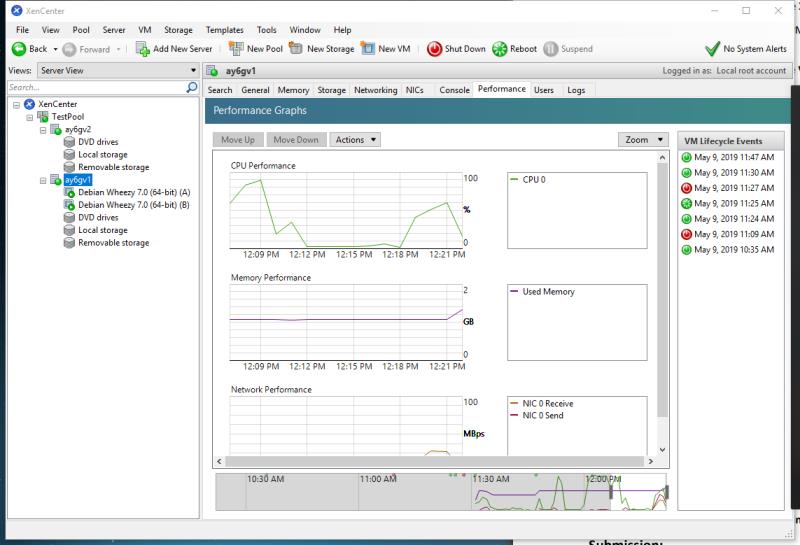 XenCenter
File View Pool Server VM Storage Templates Tools Window Help
Back Forward Add New Server New Pool New Storage New VM Shut Down Reboot Suspend No System Alerts
Views: Server View
ay6gv1 Logged in as: Local root account
Search...
Search General Memory Storage Networking NICs Console Performance Users Logs
XenCenter
TestPool
ay6gv2
DVD drives
Local storage
Removable storage
ay6gv1
Debian Wheezy 7.0 (64-bit) (A)
Debian Wheezy 7.0 (64-bit) (B)
DVD drives
Local storage
Removable storage
Performance Graphs
Move Up Move Down Actions Zoom
CPU Performance
100
%
0
CPU 0
12:09 PM 12:12 PM 12:15 PM 12:18 PM 12:21 PM
Memory Performance
2
GB
0
Used Memory
12:09 PM 12:12 PM 12:15 PM 12:18 PM 12:21 PM
Network Performance
100
MBps
NIC 0 Receive
NIC 0 Send
10:30 AM 11:00 AM 11:30 AM 12:00 PM
VM Lifecycle Events
May 9, 2019 11:47 AM
May 9, 2019 11:30 AM
May 9, 2019 11:27 AM
May 9, 2019 11:25 AM
May 9, 2019 11:24 AM
May 9, 2019 11:09 AM
May 9, 2019 10:35 AM
Submission: